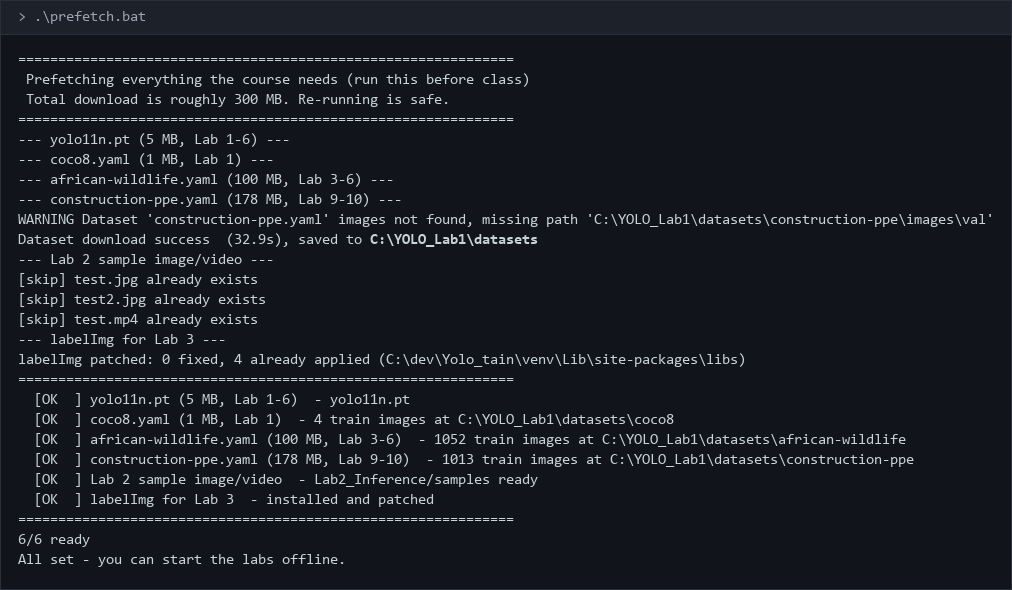 > .\prefetch.bat
==============================================================
Prefetching everything the course needs (run this before class)
Total download is roughly 300 MB. Re-running is safe.
==============================================================
--- yolo11n.pt (5 MB, Lab 1-6) ---
--- coco8.yaml (1 MB, Lab 1) ---
--- african-wildlife.yaml (100 MB, Lab 3-6) ---
--- construction-ppe.yaml (178 MB, Lab 9-10) ---
WARNING Dataset 'construction-ppe.yaml' images not found, missing path 'C:\YOLO_Lab1\datasets\construction-ppe\images\val'
Dataset download success  (32.9s), saved to C:\YOLO_Lab1\datasets
--- Lab 2 sample image/video ---
[skip] test.jpg already exists
[skip] test2.jpg already exists
[skip] test.mp4 already exists
--- labelImg for Lab 3 ---
labelImg patched: 0 fixed, 4 already applied (C:\dev\Yolo_tain\venv\Lib\site-packages\libs)
==============================================================
[OK  ] yolo11n.pt (5 MB, Lab 1-6)  - yolo11n.pt
[OK  ] coco8.yaml (1 MB, Lab 1)  - 4 train images at C:\YOLO_Lab1\datasets\coco8
[OK  ] african-wildlife.yaml (100 MB, Lab 3-6)  - 1052 train images at C:\YOLO_Lab1\datasets\african-wildlife
[OK  ] construction-ppe.yaml (178 MB, Lab 9-10)  - 1013 train images at C:\YOLO_Lab1\datasets\construction-ppe
[OK  ] Lab 2 sample image/video  - Lab2_Inference/samples ready
[OK  ] labelImg for Lab 3  - installed and patched
==============================================================
6/6 ready
All set - you can start the labs offline.